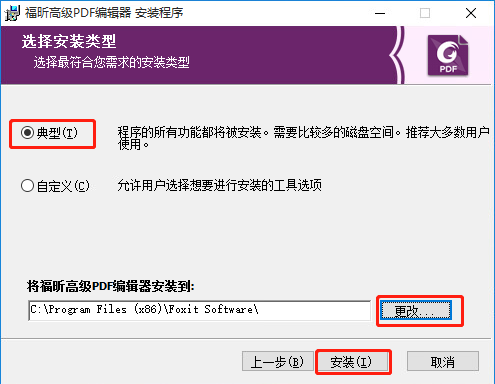 福昕高级PDF编辑器 安装程序
选择安装类型
选择最符合您需求的安装类型
PDF
典型(T)
程序的所有功能都将被安装。需要比较多的磁盘空间。推荐大多数用户
使用。
自定义(C)
允许用户选择想要进行安装的工具选项
将福昕高级PDF编辑器安装到:
C:\Program Files (x86)\Foxit Software\
更改...
上一步(B)
安装(I)
取消